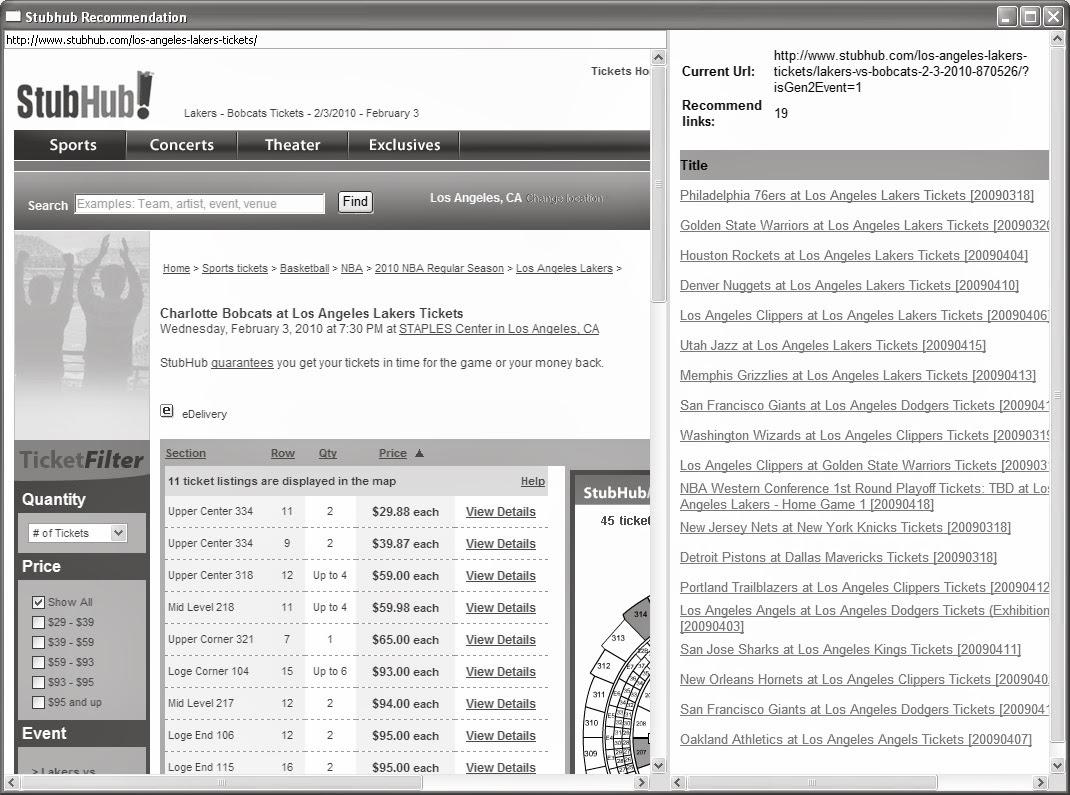 Stubhub Recommendation
http://www.stubhub.com/los-angeles-lakers-tickets/
StubHub!
Tickets Ho
Lakers - Bobcats Tickets - 2/3/2010 - February 3
Sports Concerts Theater Exclusives
Search Examples: Team, artist, event, venue Find Los Angeles, CA Change location
Home > Sports tickets > Basketball > NBA > 2010 NBA Regular Season > Los Angeles Lakers >
Charlotte Bobcats at Los Angeles Lakers Tickets
Wednesday, February 3, 2010 at 7:30 PM at STAPLES Center in Los Angeles, CA
StubHub guarantees you get your tickets in time for the game or your money back.
e eDelivery
TicketFilter
Quantity
# of Tickets
Price
Show All
$29 - $39
$39 - $59
$59 - $93
$93 - $95
$95 and up
Event
> Lakers vs
Section Row Qty Price ▲
11 ticket listings are displayed in the map Help
Upper Center 334 11 2 $29.88 each View Details
Upper Center 334 9 2 $39.87 each View Details
Upper Center 318 12 Up to 4 $59.00 each View Details
Mid Level 218 11 Up to 4 $59.98 each View Details
Upper Corner 321 7 1 $65.00 each View Details
Loge Corner 104 15 Up to 6 $93.00 each View Details
Mid Level 217 12 2 $94.00 each View Details
Loge End 106 12 2 $95.00 each View Details
Loge End 115 16 2 $95.00 each View Details
StubHub/
45 ticket
314
313
312
311
310
309
208
207
Current Url: http://www.stubhub.com/los-angeles-lakers-
tickets/lakers-vs-bobcats-2-3-2010-870526/?
isGen2Event=1
Recommend
links: 19
Title
Philadelphia 76ers at Los Angeles Lakers Tickets [20090318]
Golden State Warriors at Los Angeles Lakers Tickets [2009032
Houston Rockets at Los Angeles Lakers Tickets [20090404]
Denver Nuggets at Los Angeles Lakers Tickets [20090410]
Los Angeles Clippers at Los Angeles Lakers Tickets [20090406
Utah Jazz at Los Angeles Lakers Tickets [20090415]
Memphis Grizzlies at Los Angeles Lakers Tickets [20090413]
San Francisco Giants at Los Angeles Dodgers Tickets [2009041
Washington Wizards at Los Angeles Clippers Tickets [2009031
Los Angeles Clippers at Golden State Warriors Tickets [200903
NBA Western Conference 1st Round Playoff Tickets: TBD at Los
Angeles Lakers - Home Game 1 [20090418]
New Jersey Nets at New York Knicks Tickets [20090318]
Detroit Pistons at Dallas Mavericks Tickets [20090318]
Portland Trailblazers at Los Angeles Clippers Tickets [20090412
Los Angeles Angels at Los Angeles Dodgers Tickets (Exhibition
[20090403]
San Jose Sharks at Los Angeles Kings Tickets [20090411]
New Orleans Hornets at Los Angeles Clippers Tickets [2009040
San Francisco Giants at Los Angeles Dodgers Tickets [2009041
Oakland Athletics at Los Angeles Angels Tickets [20090407]